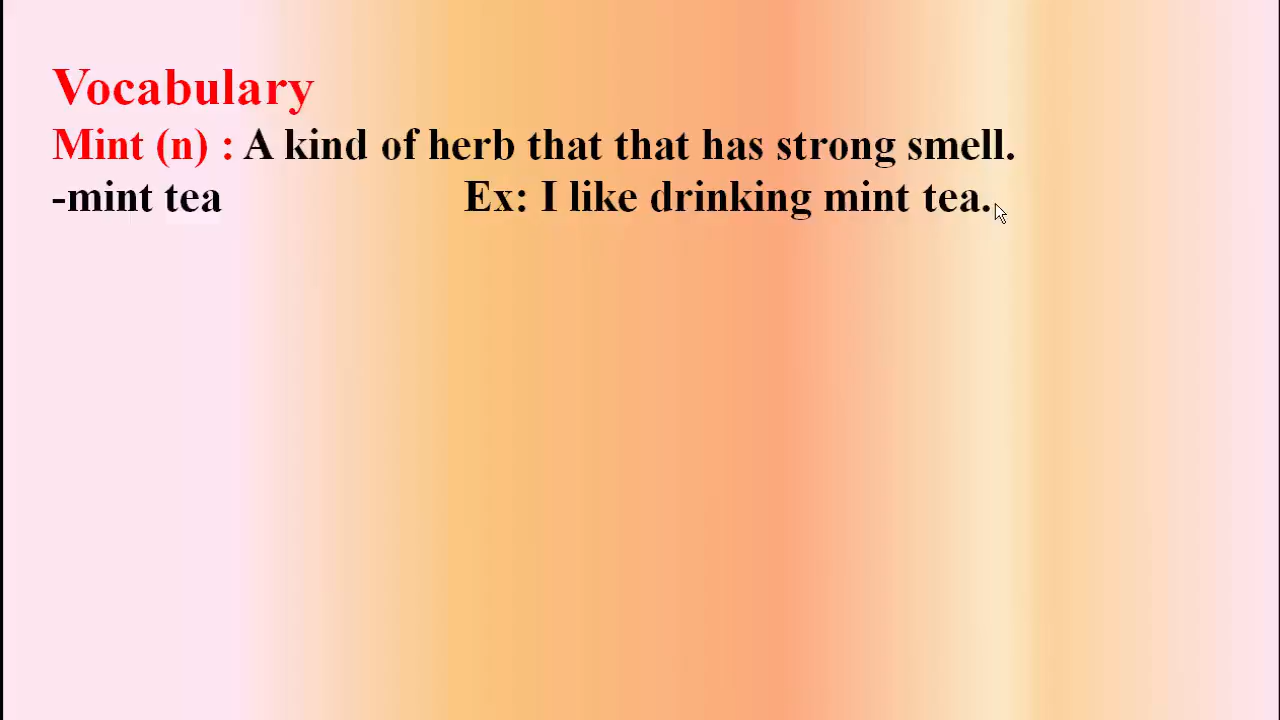 Vocabulary
Mint (n) : A kind of herb that that has strong smell.
-mint tea Ex: I like drinking mint tea.